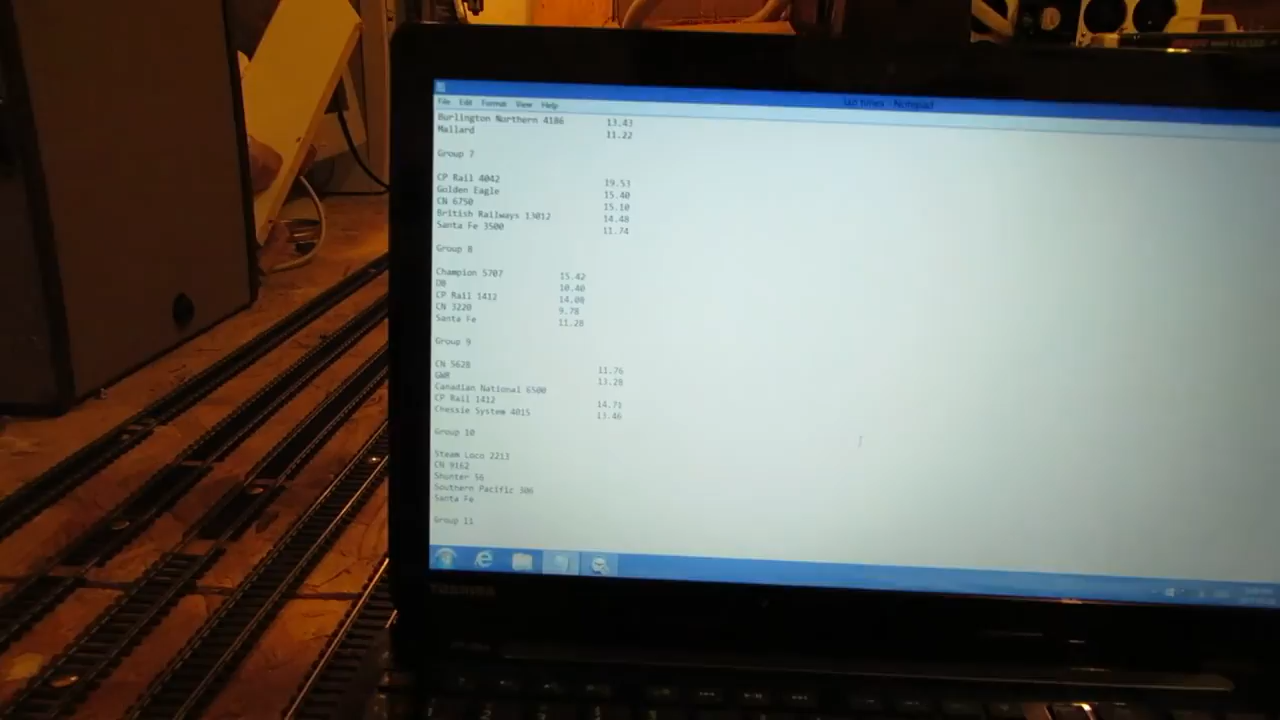 Lap times - Notepad
File Edit Format View Help
Burlington Northern 4186 13.43
Mallard 11.22
Group 7
CP Rail 4042 19.53
Golden Eagle 15.40
CN 6750 15.10
British Railways 13012 14.48
Santa Fe 3500 11.74
Group 8
Champion 5707 15.42
DB 10.40
CP Rail 1412 14.08
CN 3220 9.78
Santa Fe 11.28
Group 9
CN 5628 11.76
GWR 13.28
Canadian National 6500
CP Rail 1412 14.71
Chessie System 4015 13.46
Group 10
Steam Loco 2213
CN 9162
Shunter 56
Southern Pacific 306
Santa Fe
Group 11
TOSHIBA